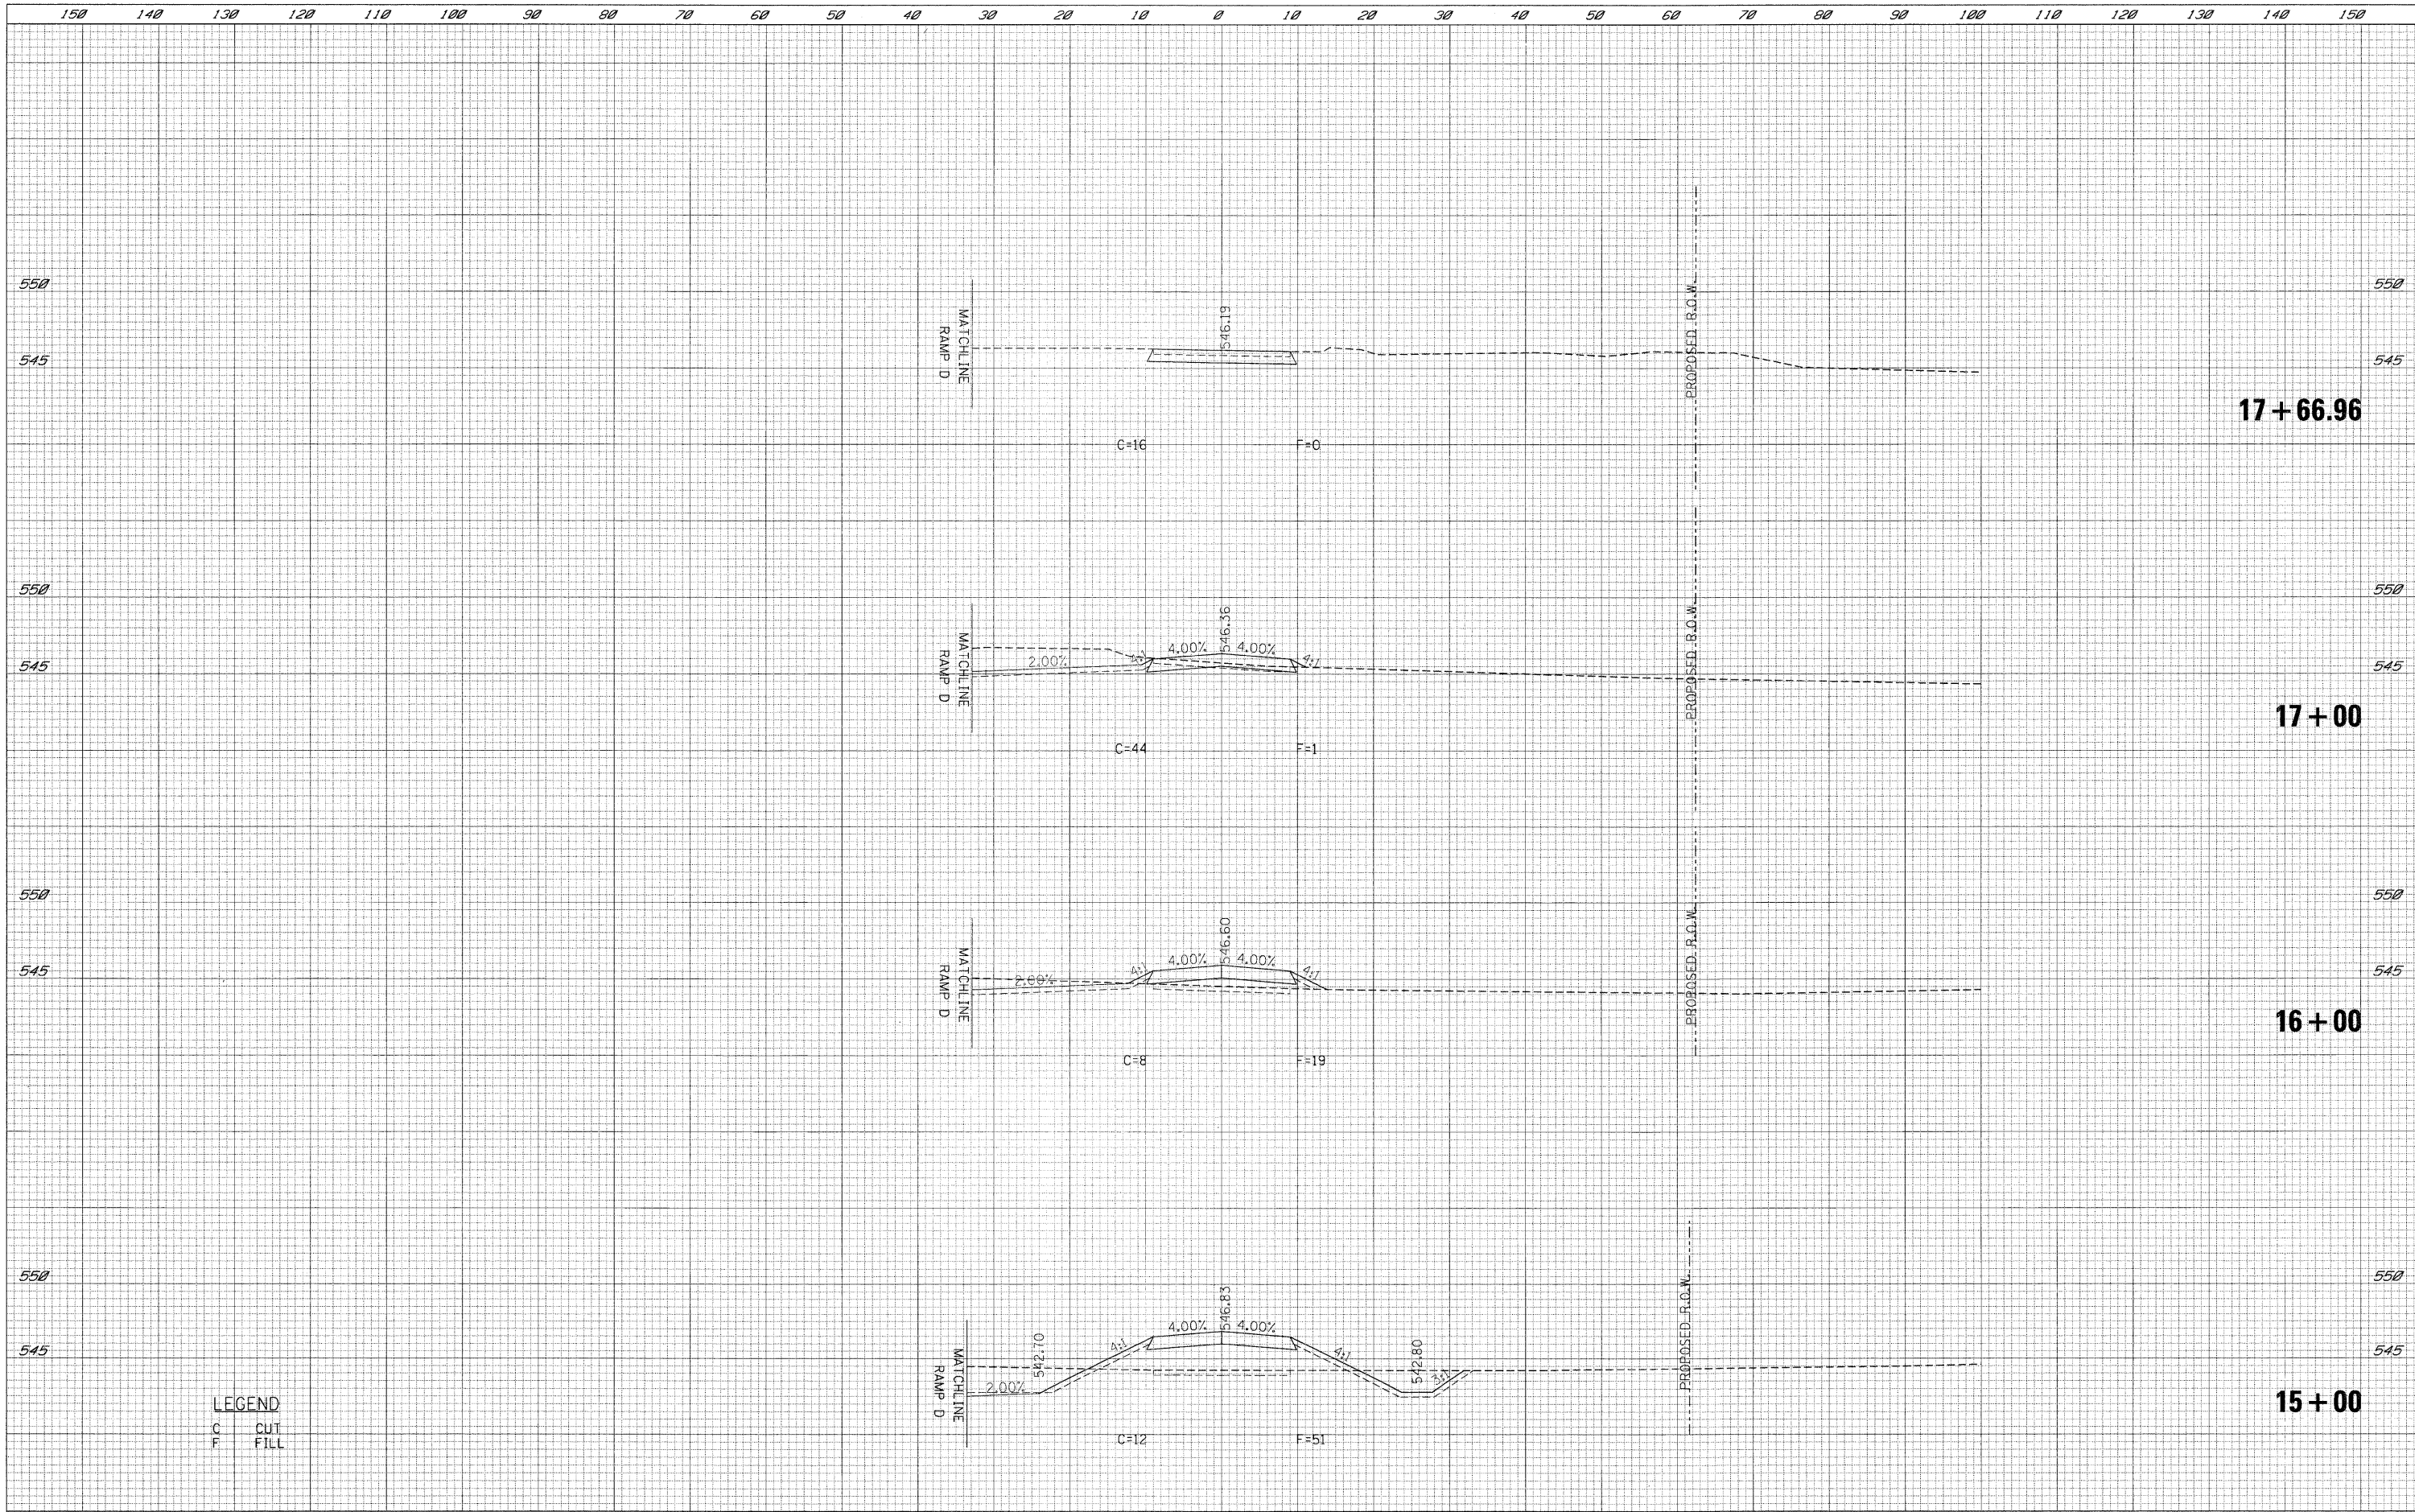 150 140 130 120 110 100 90 80 70 60 50 40 30 20 10 0 10 20 30 40 50 60 70 80 90 100 110 120 130 140 150
550 550
546.19
MATCHLINE
RAMP D
PROPOSED R.O.W.
545 545
17+66.96
C=16 F=0
550 550
546.36
MATCHLINE
RAMP D
2.00% 4:1 4.00% 4.00% 4:1
PROPOSED R.O.W.
545 545
17+00
C=44 F=1
550 550
546.60
MATCHLINE
RAMP D
2.00% 4:1 4.00% 4.00% 4:1
PROPOSED R.O.W.
545 545
16+00
C=8 F=19
550 550
546.83
MATCHLINE
RAMP D
2.00% 542.70 4:1 4.00% 4.00% 4:1 542.80 3:1
PROPOSED R.O.W.
545 545
15+00
C=12 F=51
LEGEND
C CUT
F FILL